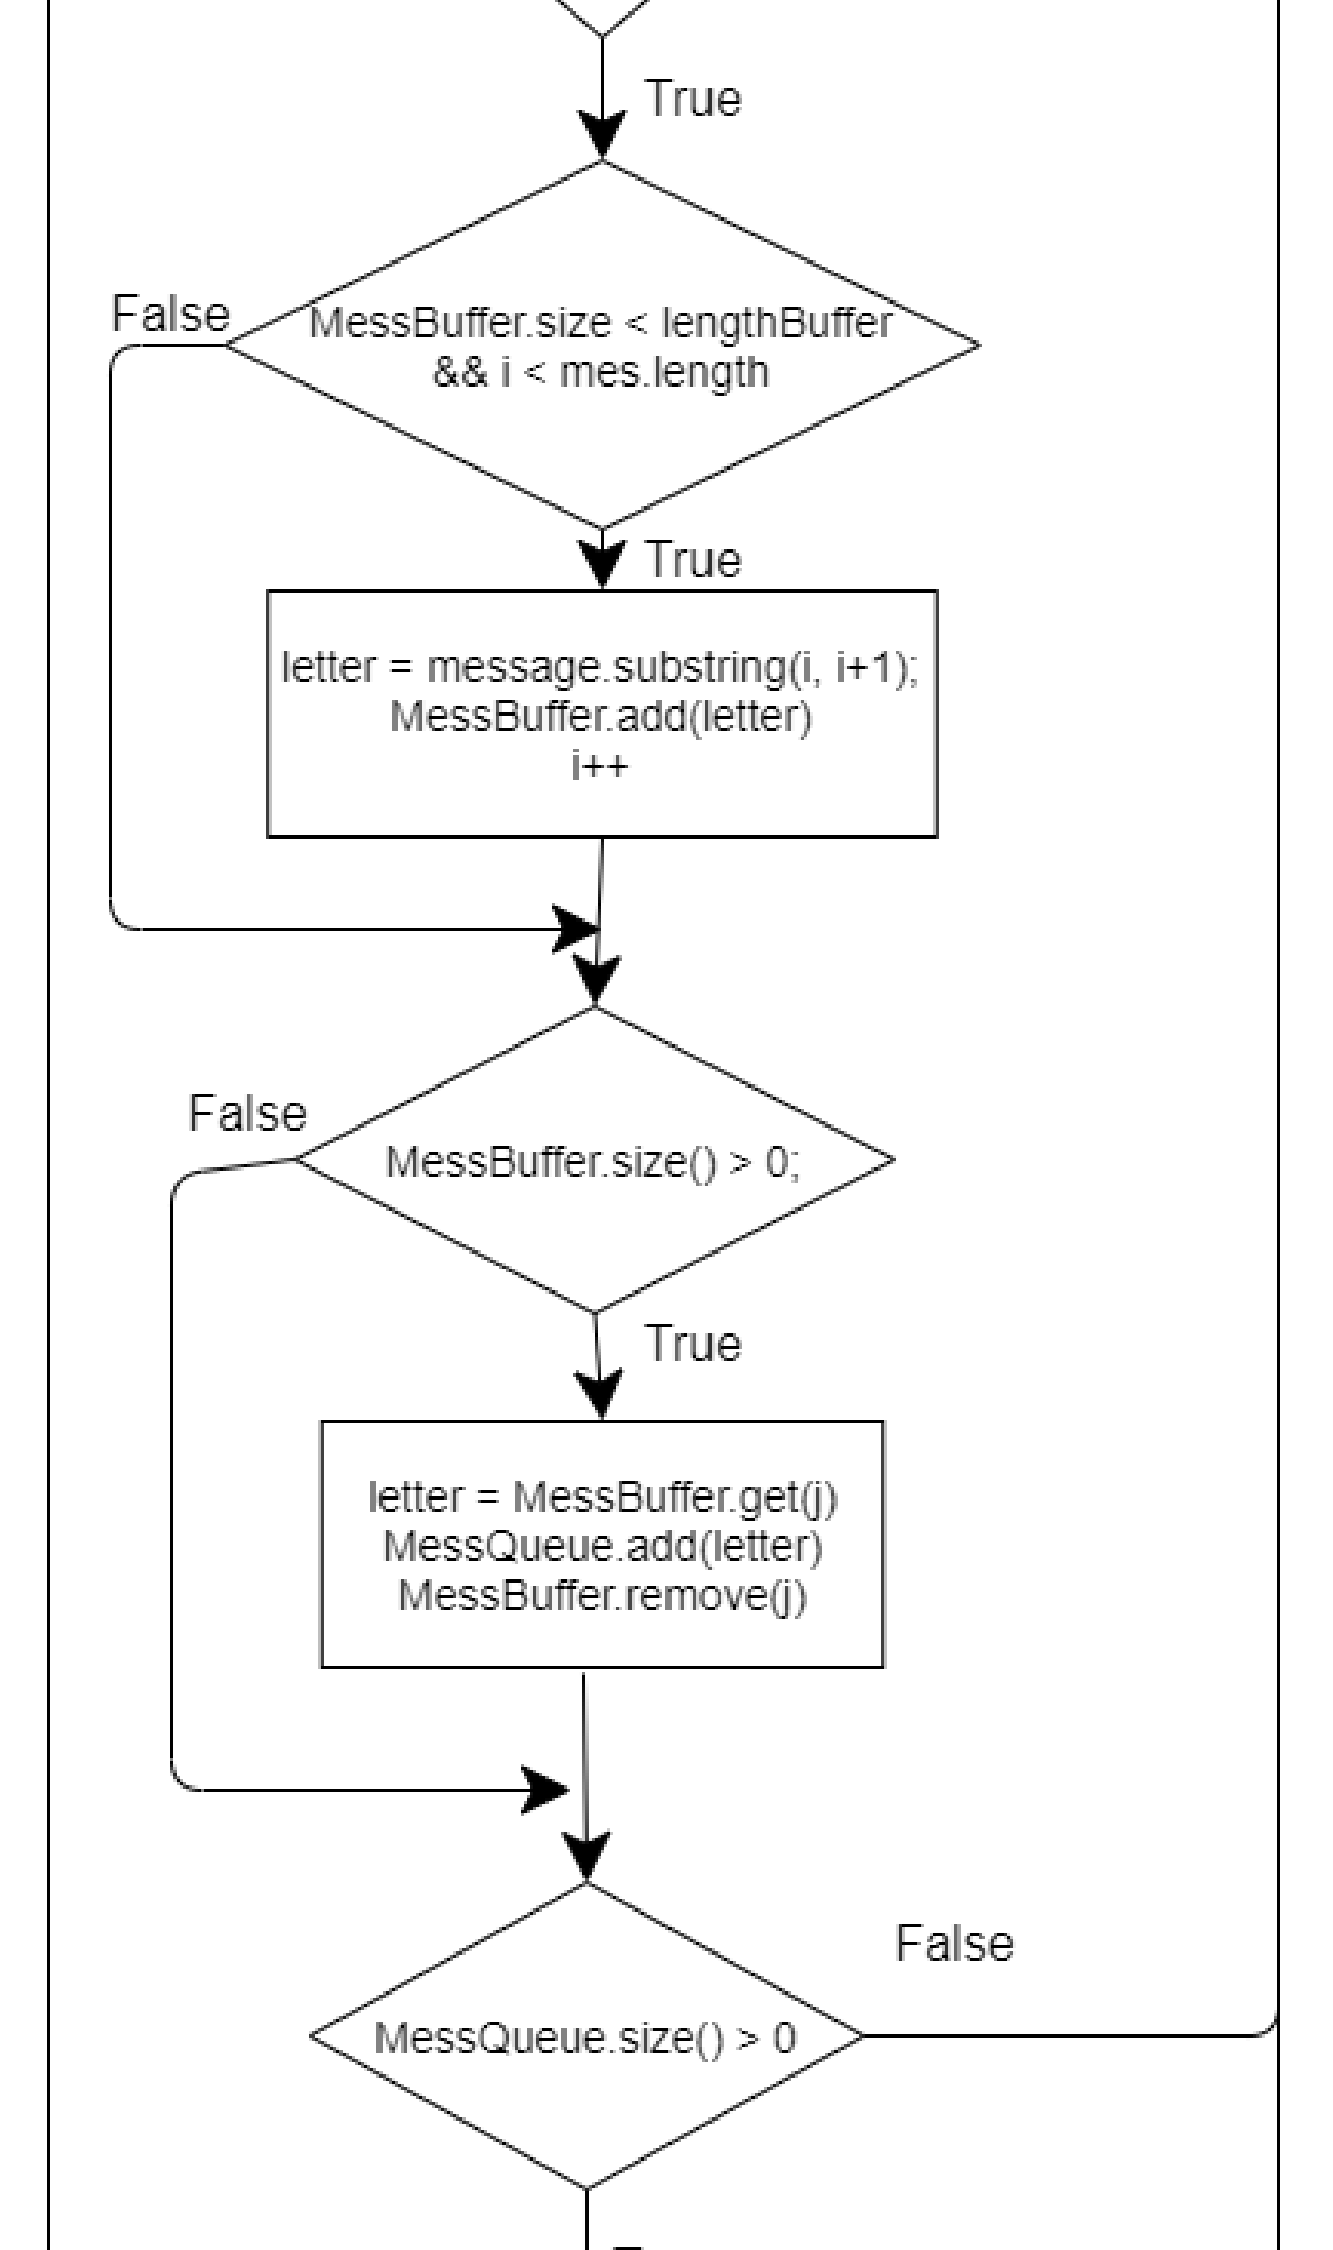 True
False
MessBuffer.size < lengthBuffer
&& i < mes.length
True
letter = message.substring(i, i+1);
MessBuffer.add(letter)
i++
False
MessBuffer.size() > 0;
True
letter = MessBuffer.get(j)
MessQueue.add(letter)
MessBuffer.remove(j)
False
MessQueue.size() > 0